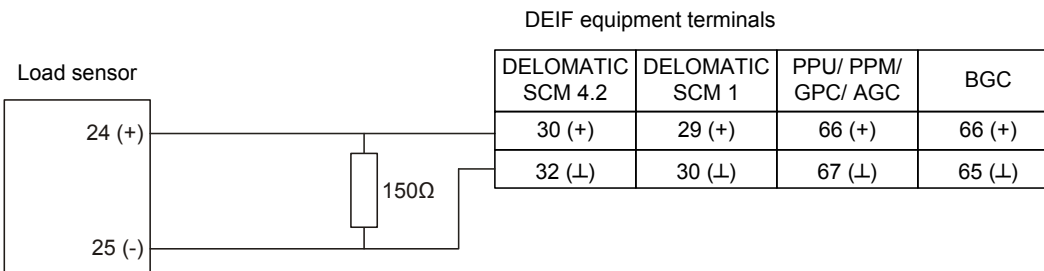 DEIF equipment terminals
Load sensor
24 (+)
25 (-)
150Ω
DELOMATIC SCM 4.2 DELOMATIC SCM 1 PPU/ PPM/ GPC/ AGC BGC
30 (+) 29 (+) 66 (+) 66 (+)
32 (⊥) 30 (⊥) 67 (⊥) 65 (⊥)